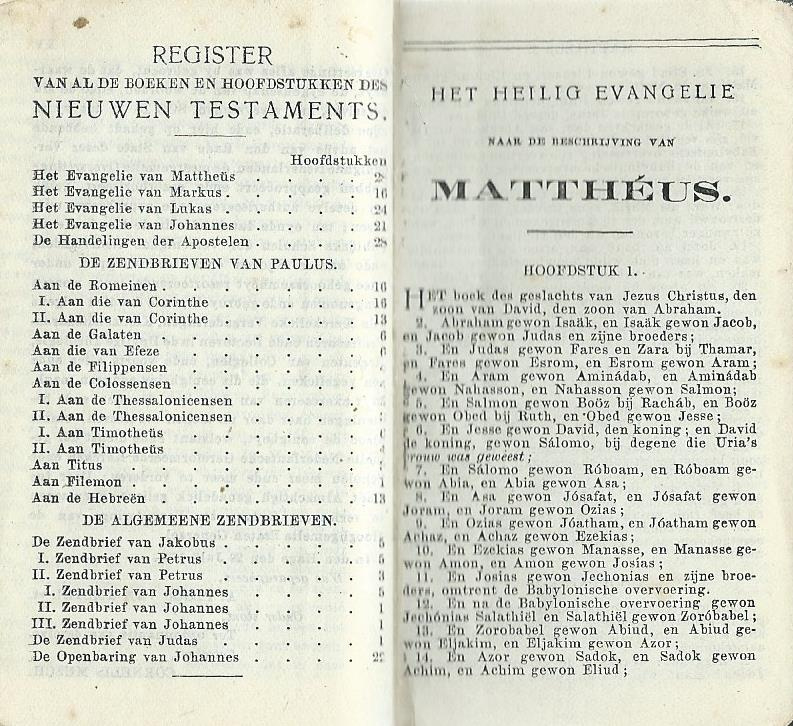 REGISTER
VAN AL DE BOEKEN EN HOOFDSTUKKEN DES
NIEUWEN TESTAMENTS.
Hoofdstukken
Het Evangelie van Mattheüs . . . . . 28
Het Evangelie van Markus . . . . . 16
Het Evangelie van Lukas . . . . . . 24
Het Evangelie van Johannes . . . . . 21
De Handelingen der Apostelen . . . . 28
DE ZENDBRIEVEN VAN PAULUS.
Aan de Romeinen . . . . . . . . 16
I. Aan die van Corinthe . . . . . 16
II. Aan die van Corinthe . . . . . 13
Aan de Galaten . . . . . . . . 6
Aan die van Efeze . . . . . . . 6
Aan de Filippensen . . . . . . .
Aan de Colossensen . . . . . . .
I. Aan de Thessalonicensen . . . .
II. Aan de Thessalonicensen . . . .
I. Aan Timotheüs . . . . . . .
II. Aan Timotheüs . . . . . . .
Aan Titus . . . . . . . . .
Aan Filemon . . . . . . . . 1
Aan de Hebreën . . . . . . . 13
DE ALGEMEENE ZENDBRIEVEN.
De Zendbrief van Jakobus . . . . . 5
I. Zendbrief van Petrus . . . . . 5
II. Zendbrief van Petrus . . . . . 3
I. Zendbrief van Johannes . . . . 5
II. Zendbrief van Johannes . . . . 1
III. Zendbrief van Johannes . . . . 1
De Zendbrief van Judas . . . . . 1
De Openbaring van Johannes . . . . 22
HET HEILIG EVANGELIE
NAAR DE BESCHRIJVING VAN
MATTHÉUS.
HOOFDSTUK 1.
HET boek des geslachts van Jezus Christus, den
zoon van David, den zoon van Abraham.
2. Abraham gewon Isaäk, en Isaäk gewon Jacob,
en Jacob gewon Judas en zijne broeders;
3. En Judas gewon Fares en Zara bij Thamar,
en Fares gewon Esrom, en Esrom gewon Aram;
4. En Aram gewon Aminádab, en Aminádab
gewon Nahasson, en Nahasson gewon Salmon;
5. En Salmon gewon Boöz bij Racháb, en Boöz
gewon Obed bij Ruth, en Obed gewon Jesse;
6. En Jesse gewon David, den koning; en David
de koning, gewon Sálomo, bij degene die Uria's
vrouw was geweest;
7. En Sálomo gewon Róboam, en Róboam ge-
won Abia, en Abia gewon Asa;
8. En Asa gewon Jósafat, en Jósafat gewon
Joram, en Joram gewon Ozias;
9. En Ozias gewon Jóatham, en Jóatham gewon
Achaz, en Achaz gewon Ezekias;
10. En Ezekias gewon Manasse, en Manasse ge-
won Amon, en Amon gewon Josias;
11. En Josias gewon Jechonias en zijne broe-
ders, omtrent de Babylonische overvoering.
12. En na de Babylonische overvoering gewon
Jechónias Salathiël en Salathiël gewon Zoróbabel;
13. En Zorobabel gewon Abiud, en Abiud ge-
won Eljakim, en Eljakim gewon Azor;
14. En Azor gewon Sadok, en Sadok gewon
Achim, en Achim gewon Eliud;